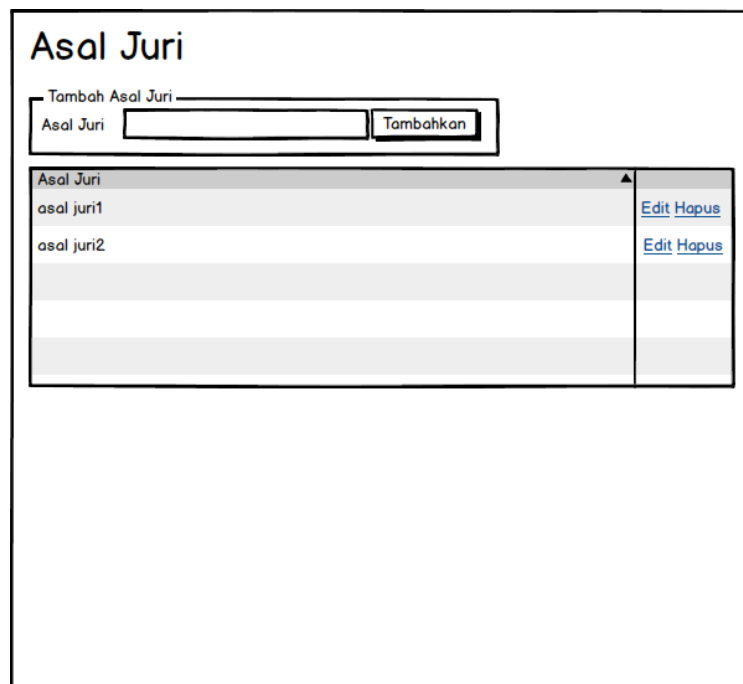 Asal Juri
Tambah Asal Juri
Asal Juri Tambahkan
Asal Juri
asal juri1 Edit Hapus
asal juri2 Edit Hapus